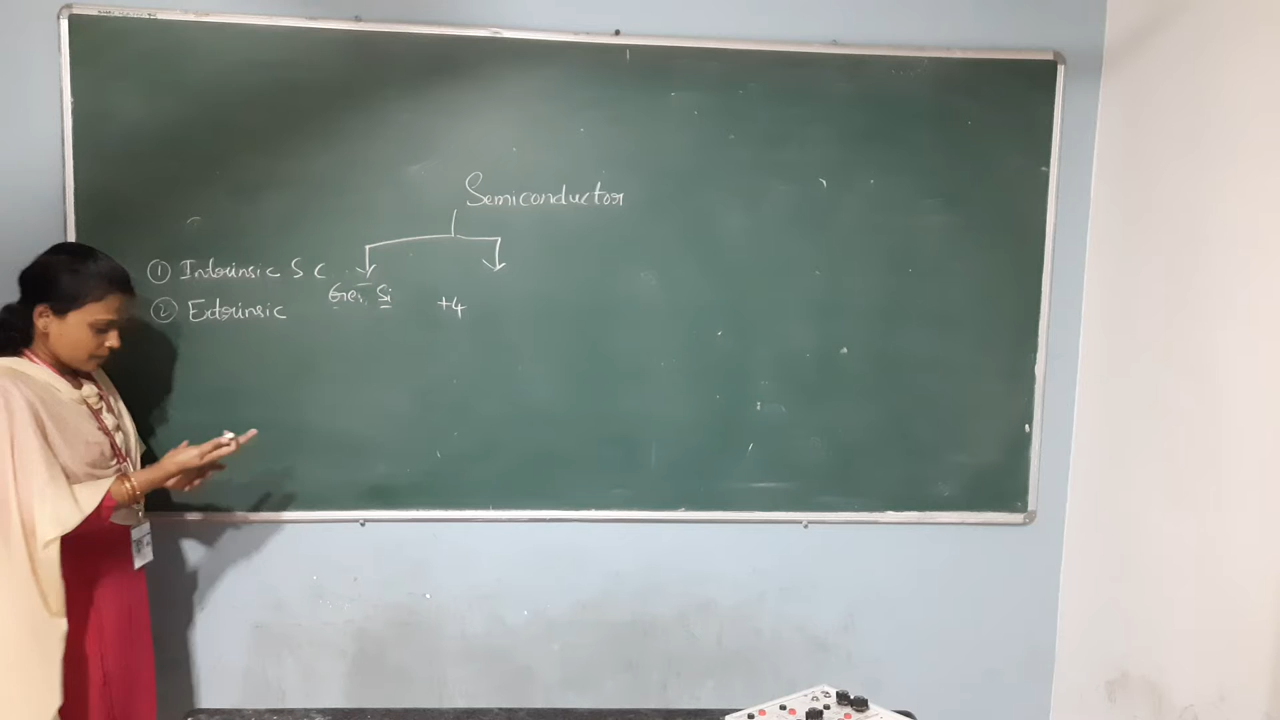 Semiconductor
① Intrinsic S C
Ge, Si
② Extrinsic
+4